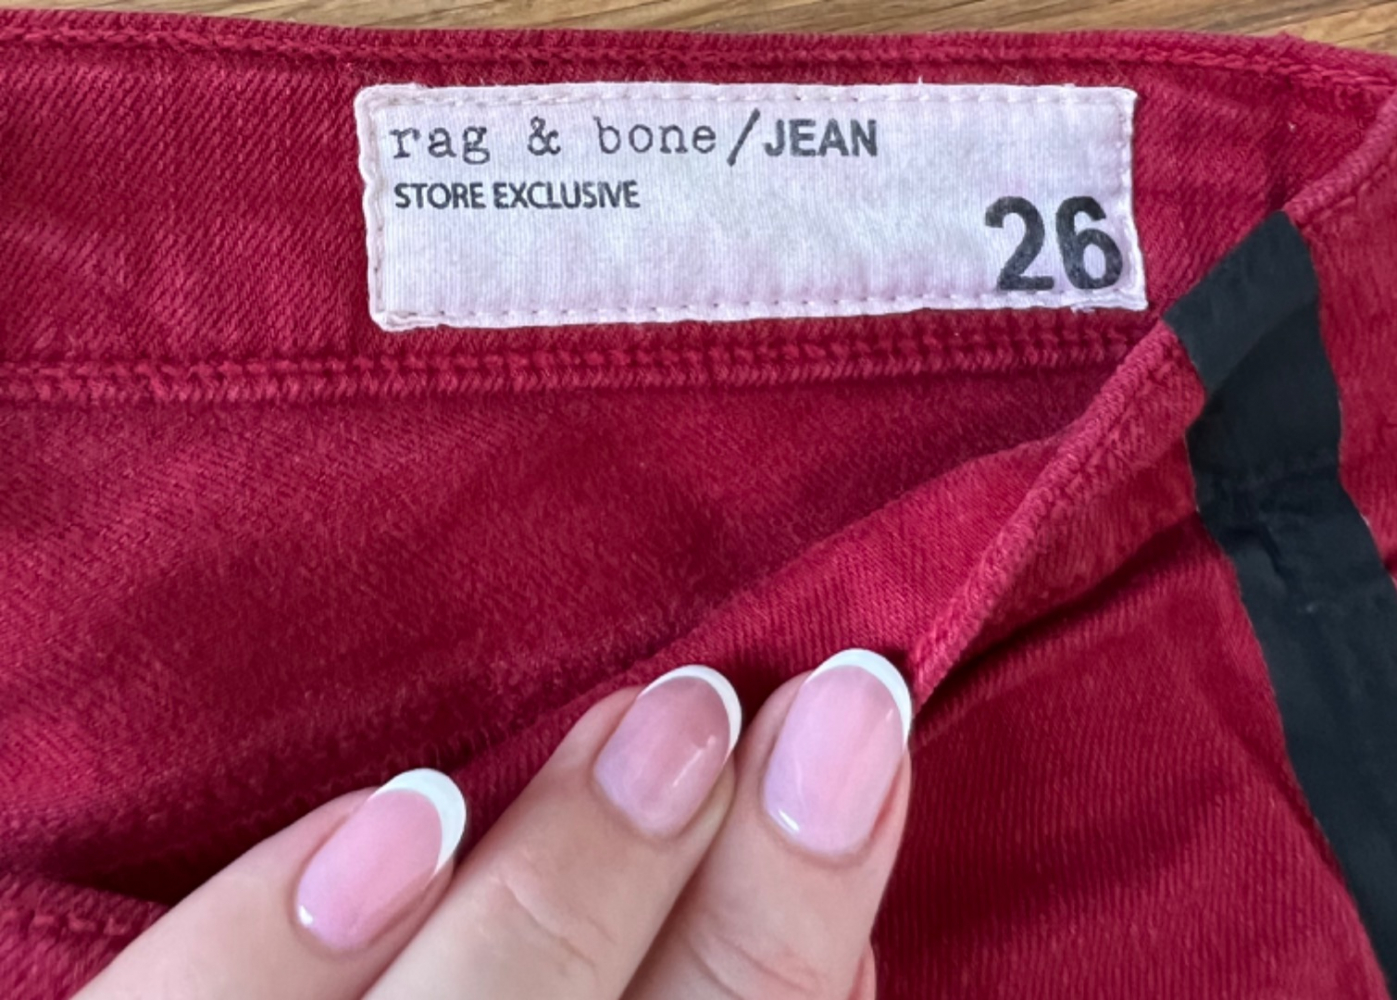 rag & bone/JEAN
STORE EXCLUSIVE
26